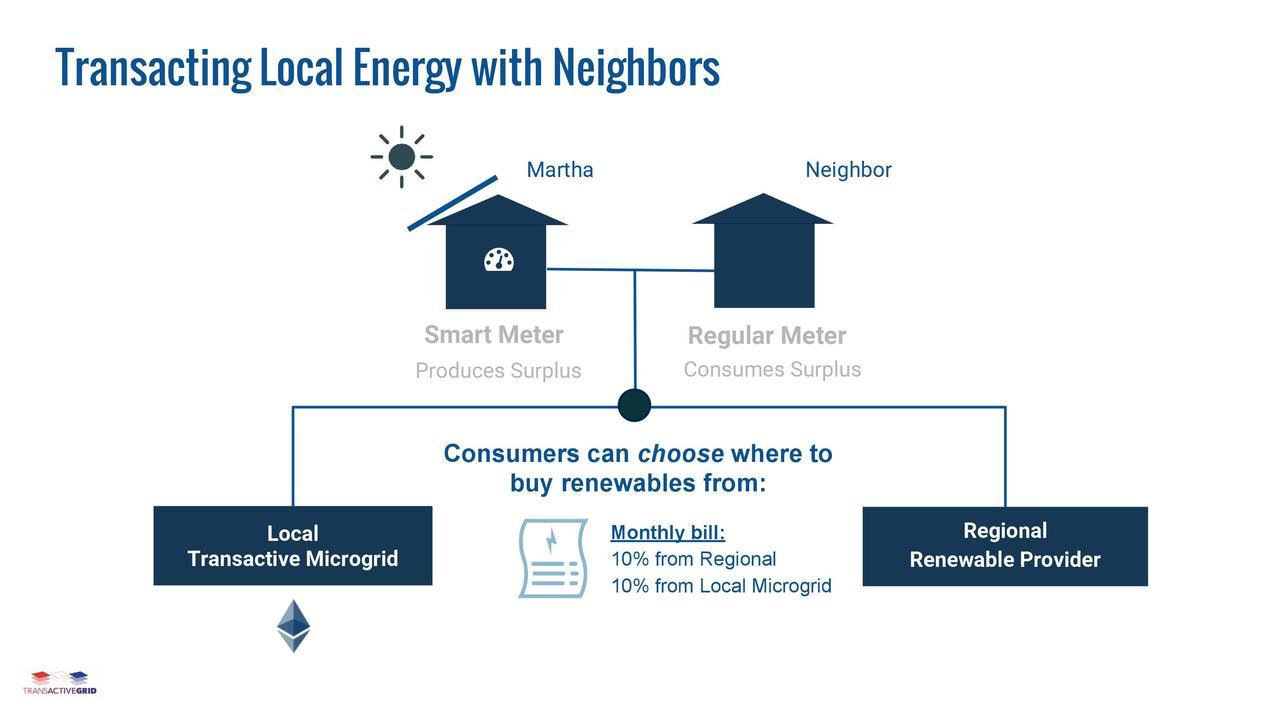 Transacting Local Energy with Neighbors
Martha
Neighbor
Smart Meter
Produces Surplus
Regular Meter
Consumes Surplus
Consumers can choose where to
buy renewables from:
Local
Transactive Microgrid
Monthly bill:
10% from Regional
10% from Local Microgrid
Regional
Renewable Provider
TRANSACTIVEGRID